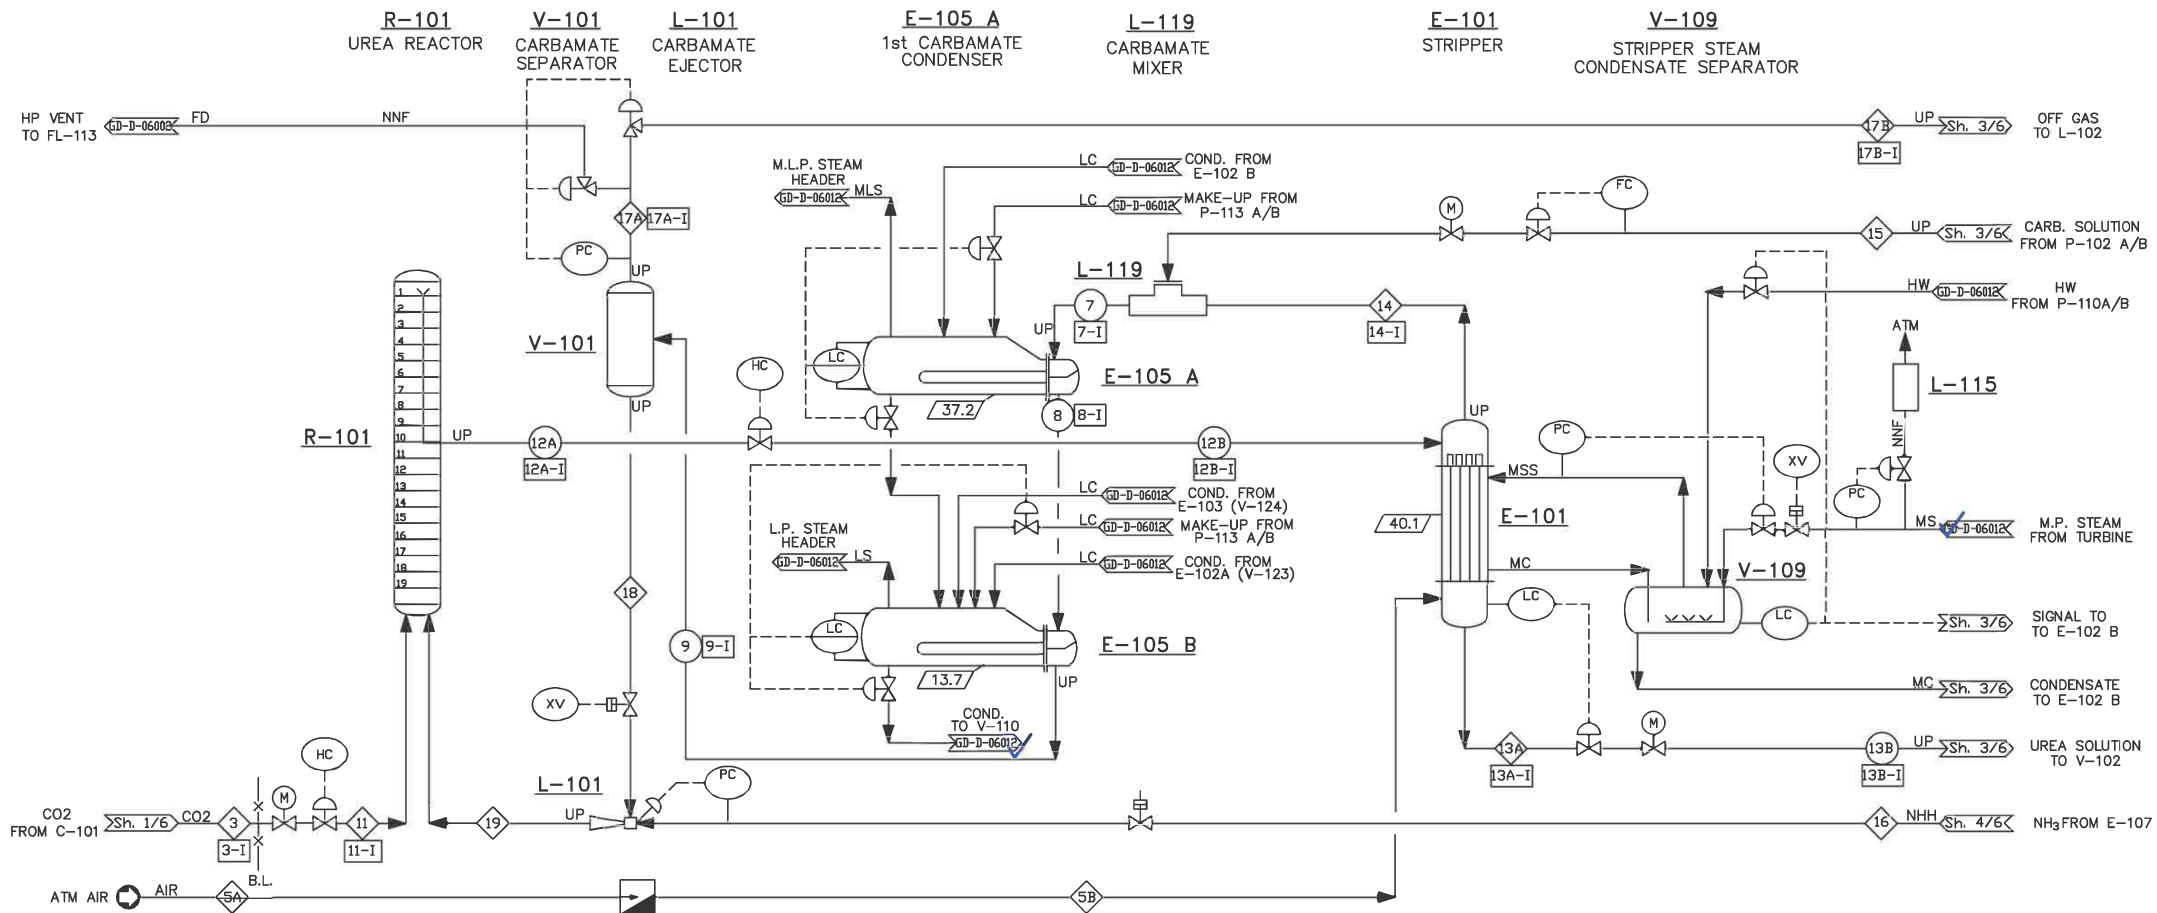 R-101
UREA REACTOR
V-101
CARBAMATE
SEPARATOR
L-101
CARBAMATE
EJECTOR
E-105 A
1st CARBAMATE
CONDENSER
L-119
CARBAMATE
MIXER
E-101
STRIPPER
V-109
STRIPPER STEAM
CONDENSATE SEPARATOR
HP VENT
TO FL-113
GD-D-06002
FD
NNF
17B
17B-I
UP
Sh. 3/6
OFF GAS
TO L-102
M.L.P. STEAM
HEADER
GD-D-06012
MLS
LC
GD-D-06012
COND. FROM
E-102 B
LC
GD-D-06012
MAKE-UP FROM
P-113 A/B
M
FC
15
UP
Sh. 3/6
CARB. SOLUTION
FROM P-102 A/B
17A
17A-I
PC
UP
L-119
HW
GD-D-06012
HW
FROM P-110A/B
1
2
3
4
5
6
7
8
9
10
11
12
13
14
15
16
17
18
19
R-101
V-101
UP
UP
7
7-I
14
14-I
ATM
L-115
NNF
HC
LC
E-105 A
37.2
8
8-I
UP
UP
12A
12A-I
12B
12B-I
PC
XV
PC
MSS
E-101
40.1
MC
MS
GD-D-06012
M.P. STEAM
FROM TURBINE
LC
GD-D-06012
COND. FROM
E-103 (V-124)
LC
GD-D-06012
MAKE-UP FROM
P-113 A/B
LC
GD-D-06012
COND. FROM
E-102A (V-123)
L.P. STEAM
HEADER
GD-D-06012
LS
V-109
18
9
9-I
LC
E-105 B
13.7
UP
LC
LC
Sh. 3/6
SIGNAL TO
TO E-102 B
XV
COND.
TO V-110
GD-D-06012
MC
Sh. 3/6
CONDENSATE
TO E-102 B
13A
13A-I
M
13B
13B-I
UP
Sh. 3/6
UREA SOLUTION
TO V-102
HC
M
L-101
PC
CO2
FROM C-101
Sh. 1/6
CO2
3
3-I
B.L.
11
11-I
19
UP
16
NHH
Sh. 4/6
NH3 FROM E-107
ATM AIR
AIR
5A
5B